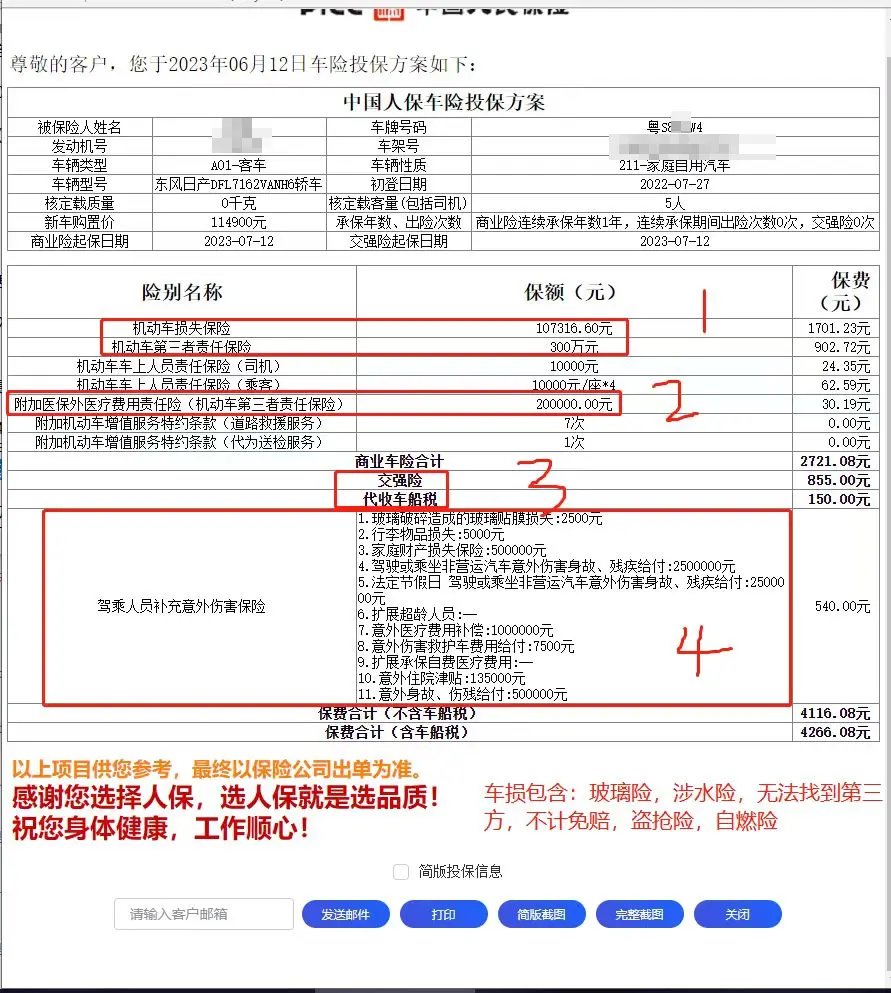 PICC 中国人民保险
尊敬的客户，您于2023年06月12日车险投保方案如下：
中国人保车险投保方案
被保险人姓名 车牌号码 粤S8 W4
发动机号 车架号
车辆类型 A01-客车 车辆性质 211-家庭自用汽车
车辆型号 东风日产DFL7162VANH6轿车 初登日期 2022-07-27
核定载质量 0千克 核定载客量(包括司机) 5人
新车购置价 114900元 承保年数、出险次数 商业险连续承保年数1年，连续承保期间出险次数0次，交强险0次
商业险起保日期 2023-07-12 交强险起保日期 2023-07-12
险别名称 保额（元） 保费（元）
机动车损失保险 107316.60元 1701.23元
机动车第三者责任保险 300万元 902.72元
机动车车上人员责任保险（司机） 10000元 24.35元
机动车车上人员责任保险（乘客） 10000元/座*4 62.59元
附加医保外医疗费用责任险（机动车第三者责任保险） 200000.00元 30.19元
附加机动车增值服务特约条款（道路救援服务） 7次 0.00元
附加机动车增值服务特约条款（代为送检服务） 1次 0.00元
商业车险合计 2721.08元
交强险 855.00元
代收车船税 150.00元
驾乘人员补充意外伤害保险 540.00元
1.玻璃破碎造成的玻璃贴膜损失:2500元
2.行李物品损失:5000元
3.家庭财产损失保险:500000元
4.驾驶或乘坐非营运汽车意外伤害身故、残疾给付:2500000元
5.法定节假日 驾驶或乘坐非营运汽车意外伤害身故、残疾给付:25000
00元
6.扩展超龄人员:—
7.意外医疗费用补偿:1000000元
8.意外伤害救护车费用给付:7500元
9.扩展承保自费医疗费用:—
10.意外住院津贴:135000元
11.意外身故、伤残给付:500000元
保费合计（不含车船税） 4116.08元
保费合计（含车船税） 4266.08元
1
2
3
4
以上项目供您参考，最终以保险公司出单为准。
感谢您选择人保，选人保就是选品质！
祝您身体健康，工作顺心！
车损包含：玻璃险，涉水险，无法找到第三
方，不计免赔，盗抢险，自燃险
简版投保信息
请输入客户邮箱 发送邮件 打印 简版截图 完整截图 关闭